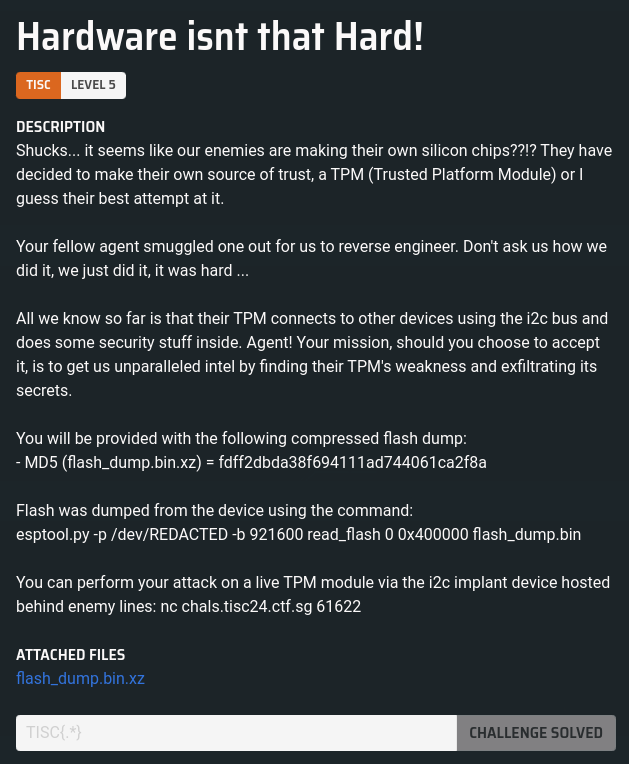 Hardware isnt that Hard!
TISC LEVEL 5
DESCRIPTION
Shucks... it seems like our enemies are making their own silicon chips??!? They have
decided to make their own source of trust, a TPM (Trusted Platform Module) or I
guess their best attempt at it.
Your fellow agent smuggled one out for us to reverse engineer. Don't ask us how we
did it, we just did it, it was hard ...
All we know so far is that their TPM connects to other devices using the i2c bus and
does some security stuff inside. Agent! Your mission, should you choose to accept
it, is to get us unparalleled intel by finding their TPM's weakness and exfiltrating its
secrets.
You will be provided with the following compressed flash dump:
- MD5 (flash_dump.bin.xz) = fdff2dbda38f694111ad744061ca2f8a
Flash was dumped from the device using the command:
esptool.py -p /dev/REDACTED -b 921600 read_flash 0 0x400000 flash_dump.bin
You can perform your attack on a live TPM module via the i2c implant device hosted
behind enemy lines: nc chals.tisc24.ctf.sg 61622
ATTACHED FILES
flash_dump.bin.xz
TISC{.*} CHALLENGE SOLVED